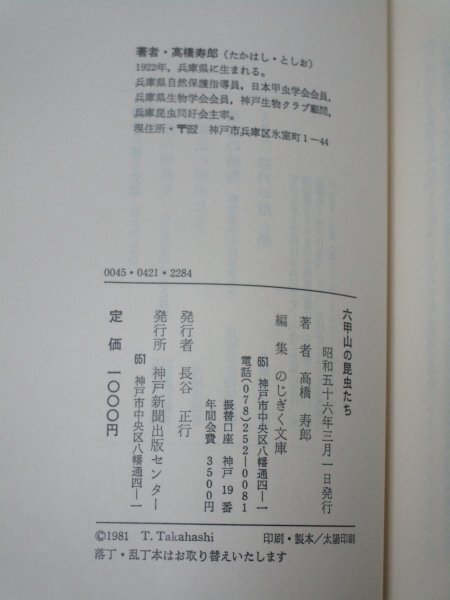 著者・高橋寿郎（たかはし・としお）
1922年，兵庫県に生まれる。
兵庫県自然保護指導員，日本甲虫学会会員，
兵庫県生物学会会員，神戸生物クラブ顧問，
兵庫昆虫同好会主宰。
現住所・〒652　神戸市兵庫区氷室町1－44
0045・0421・2284
六甲山の昆虫たち
昭和五十六年三月一日発行
著者　高橋寿郎
編集　のじぎく文庫
651　神戸市中央区八幡通四－一
電話(078)252－0081
振替口座　神戸19番
年間会費　3500円
発行者　長谷正行
発行所　神戸新聞出版センター
651　神戸市中央区八幡通四－一
定価　一〇〇〇円
©1981　T. Takahashi　印刷・製本／太陽印刷
落丁・乱丁本はお取り替えいたします